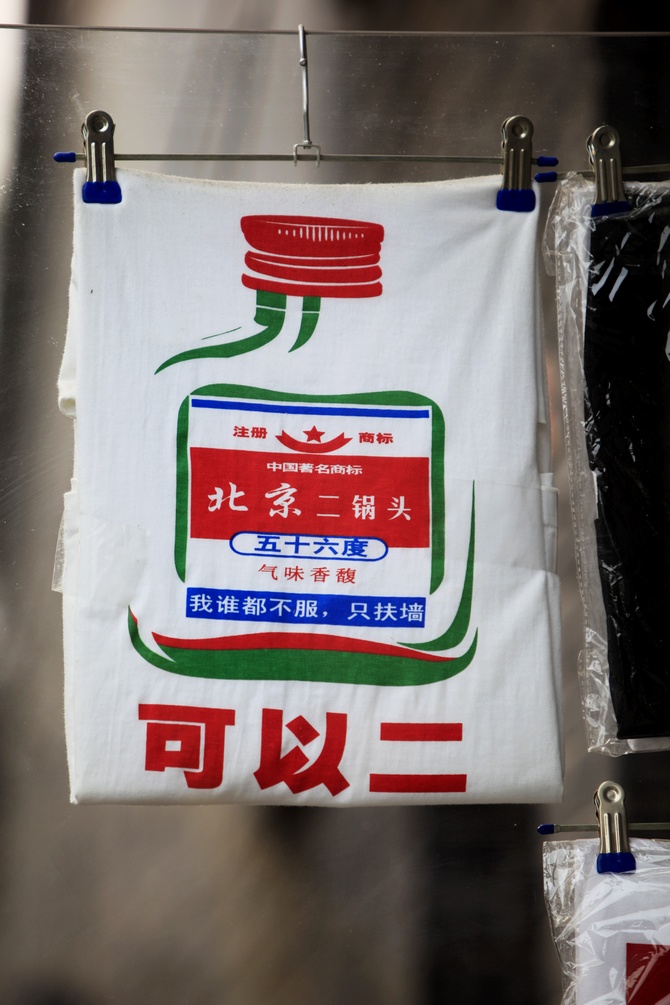 注册 商标
中国著名商标
北京二锅头
五十六度
气味香馥
我谁都不服，只扶墙
可以二